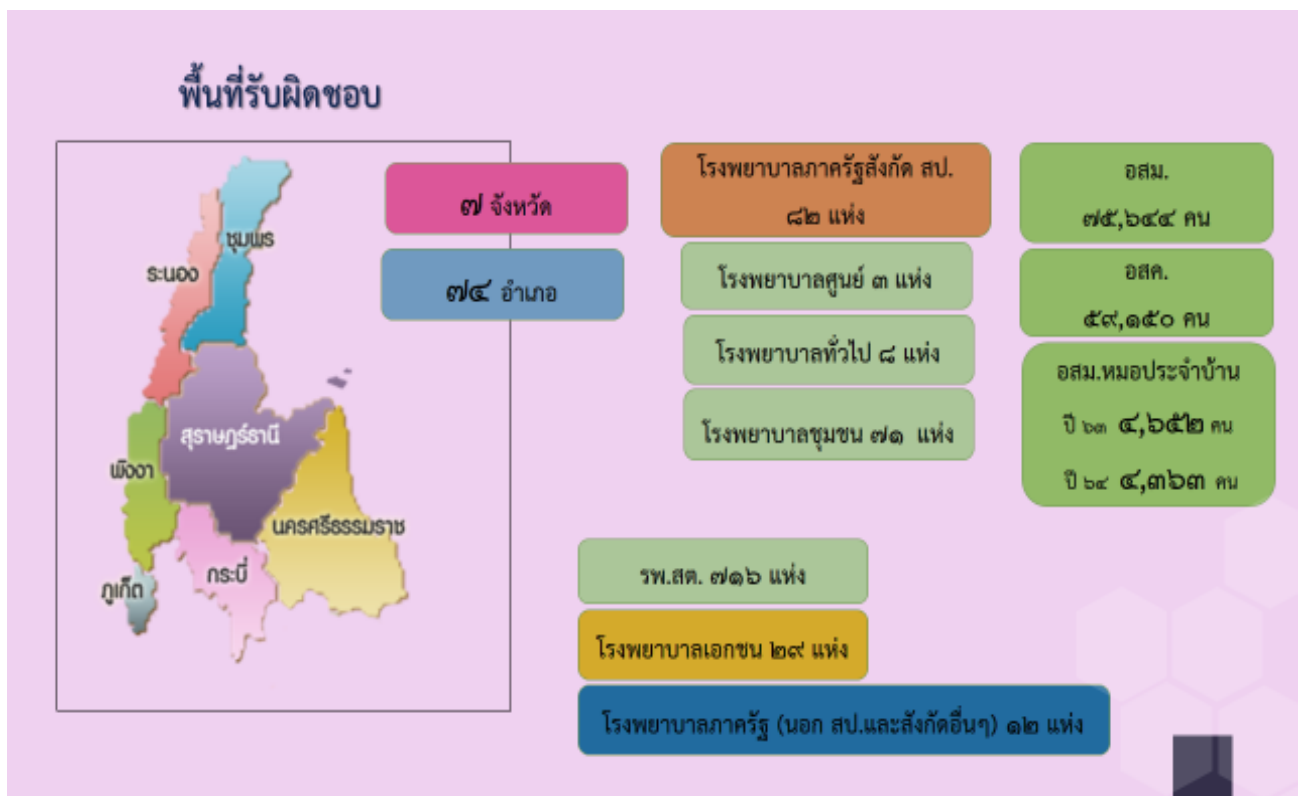 พื้นที่รับผิดชอบ
ชุมพร
ระนอง
สุราษฎร์ธานี
พังงา
นครศรีธรรมราช
กระบี่
ภูเก็ต
๗ จังหวัด
๗๔ อำเภอ
โรงพยาบาลภาครัฐสังกัด สป.
๘๒ แห่ง
โรงพยาบาลศูนย์ ๓ แห่ง
โรงพยาบาลทั่วไป ๘ แห่ง
โรงพยาบาลชุมชน ๗๑ แห่ง
อสม.
๗๕,๖๔๔ คน
อสค.
๕๙,๑๕๐ คน
อสม.หมอประจำบ้าน
ปี ๖๓ ๔,๖๕๒ คน
ปี ๖๔ ๔,๓๖๓ คน
รพ.สต. ๗๑๖ แห่ง
โรงพยาบาลเอกชน ๒๙ แห่ง
โรงพยาบาลภาครัฐ (นอก สป.และสังกัดอื่นๆ) ๑๒ แห่ง